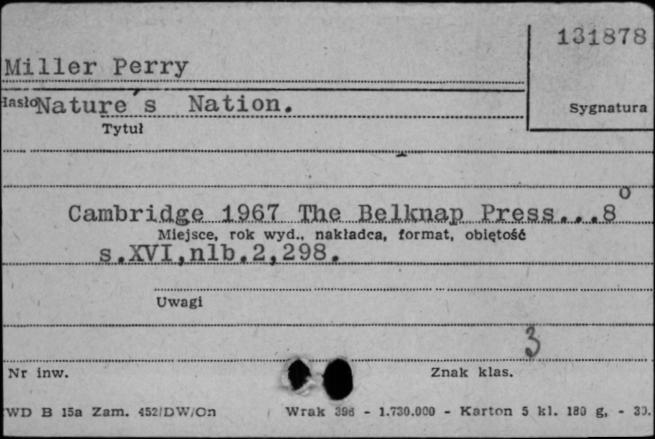 131878
Miller Perry
Hasło Nature's Nation.
Sygnatura
Tytuł
Cambridge 1967 The Belknap Press...8°
Miejsce, rok wyd., nakładca, format, obiętość
s.XVI,nlb.2,298.
Uwagi
3
Nr inw.
Znak klas.
WD B 15a Zam. 452/DW/On Wrak 398 - 1.730.000 - Karton 5 kl. 180 g, - 30.